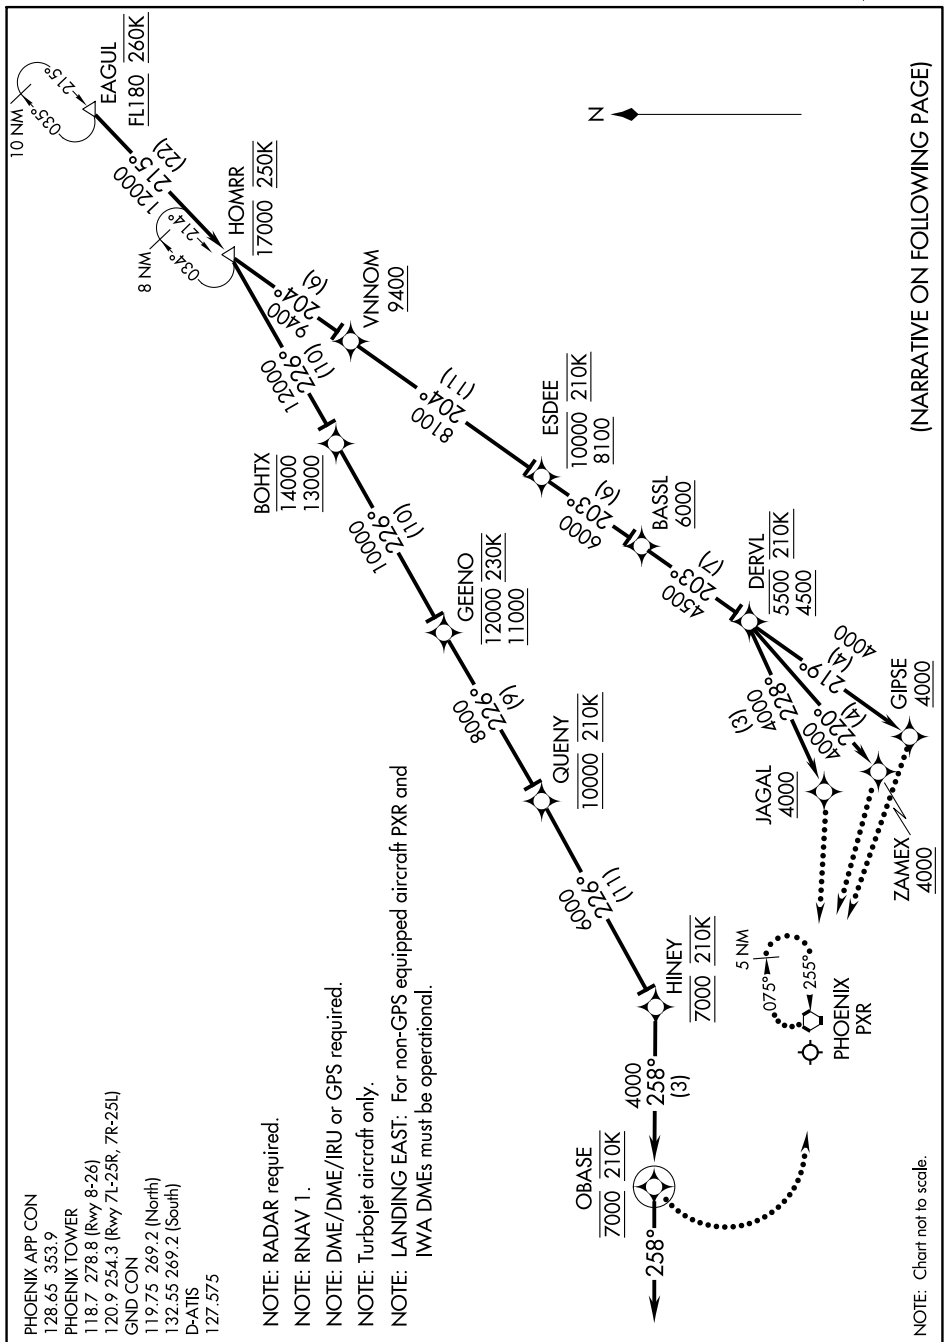 PHOENIX APP CON
128.65 353.9
PHOENIX TOWER
118.7 278.8 (Rwy 8-26)
120.9 254.3 (Rwy 7L-25R, 7R-25L)
GND CON
119.75 269.2 (North)
132.55 269.2 (South)
D-ATIS
127.575
NOTE: RADAR required.
NOTE: RNAV 1.
NOTE: DME/DME/IRU or GPS required.
NOTE: Turbojet aircraft only.
NOTE: LANDING EAST: For non-GPS equipped aircraft PXR and
IWA DMEs must be operational.
10 NM
035°
215°
EAGUL
FL180 260K
12000
215°
(22)
8 NM
034°
214°
HOMRR
17000 250K
12000
226°
(10)
BOHTX
14000
13000
10000
226°
(10)
GEENO
12000 230K
11000
8000
226°
(9)
QUENY
10000 210K
6000
226°
(11)
HINEY
7000 210K
4000
258°
(3)
OBASE
7000 210K
258°
9400
204°
(6)
VNNOM
9400
8100
204°
(11)
ESDEE
10000 210K
8100
6000
203°
(6)
BASSL
6000
4500
203°
(7)
DERVL
5500 210K
4500
(3)
4000
228°
JAGAL
4000
4000
220°
(4)
ZAMEX
4000
219°
(4)
4000
GIPSE
4000
5 NM
075°
255°
PHOENIX
PXR
N
(NARRATIVE ON FOLLOWING PAGE)
NOTE: Chart not to scale.